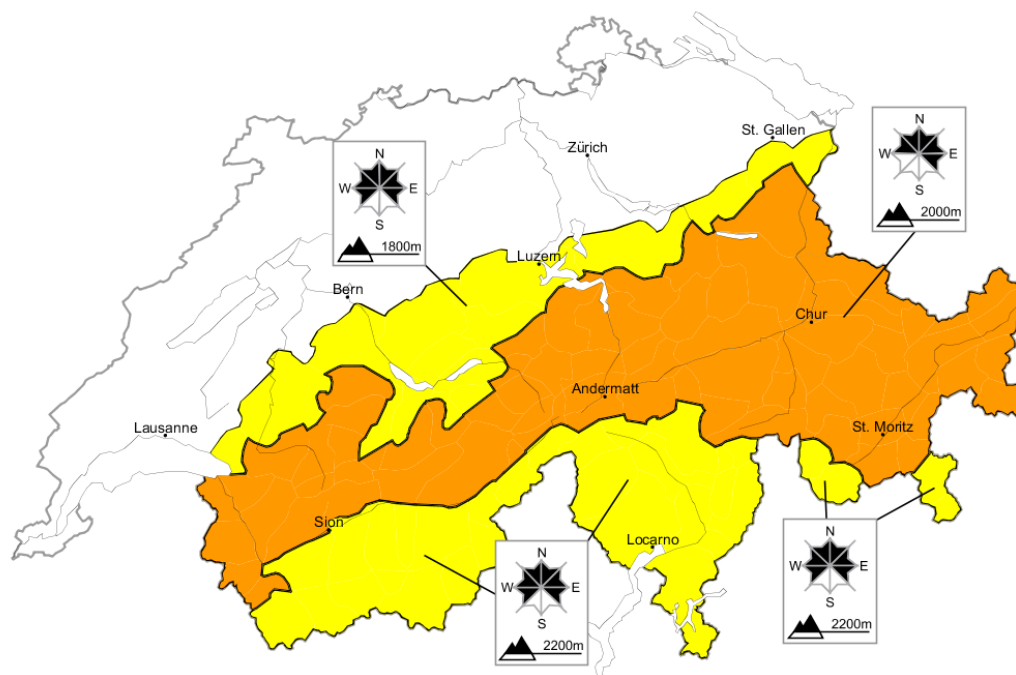 St. Gallen
Zürich
N
W E
S
2000m
N
W E
S
1800m
Luzern
Bern
Chur
Andermatt
Lausanne
St. Moritz
Sion
Locarno
N
W E
S
2200m
N
W E
S
2200m